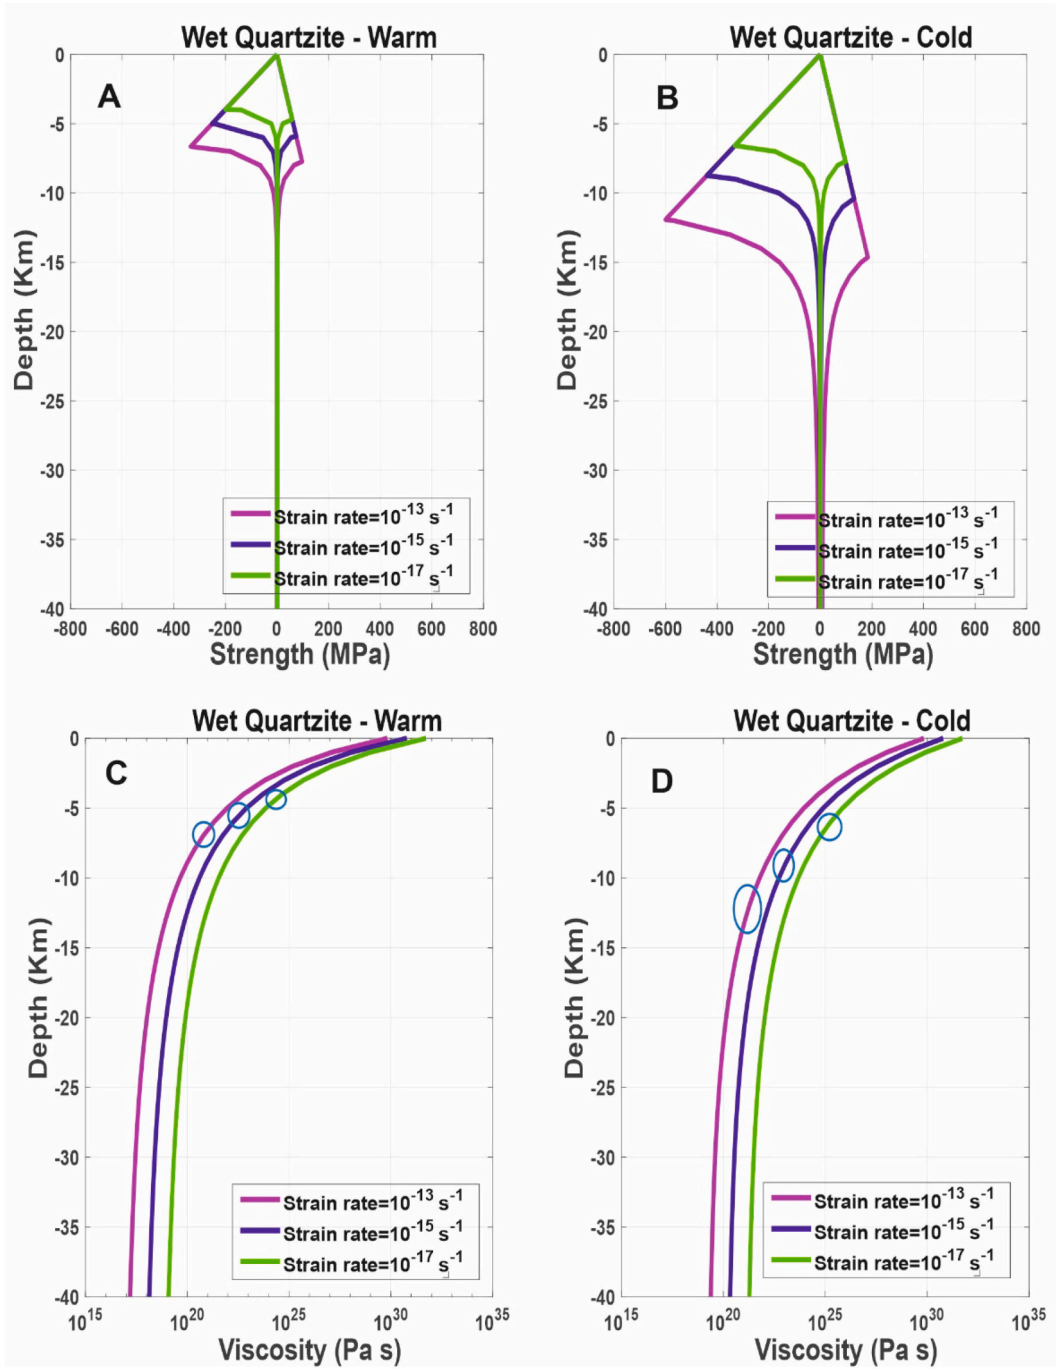 Wet Quartzite - Warm
A
0
-5
-10
-15
-20
-25
-30
-35
-40
Depth (Km)
Strain rate=10^-13 s^-1
Strain rate=10^-15 s^-1
Strain rate=10^-17 s^-1
-800 -600 -400 -200 0 200 400 600 800
Strength (MPa)
Wet Quartzite - Cold
B
0
-5
-10
-15
-20
-25
-30
-35
-40
Depth (Km)
Strain rate=10^-13 s^-1
Strain rate=10^-15 s^-1
Strain rate=10^-17 s^-1
-800 -600 -400 -200 0 200 400 600 800
Strength (MPa)
Wet Quartzite - Warm
C
0
-5
-10
-15
-20
-25
-30
-35
-40
Depth (Km)
Strain rate=10^-13 s^-1
Strain rate=10^-15 s^-1
Strain rate=10^-17 s^-1
10^15 10^20 10^25 10^30 10^35
Viscosity (Pa s)
Wet Quartzite - Cold
D
0
-5
-10
-15
-20
-25
-30
-35
-40
Depth (Km)
Strain rate=10^-13 s^-1
Strain rate=10^-15 s^-1
Strain rate=10^-17 s^-1
10^15 10^20 10^25 10^30 10^35
Viscosity (Pa s)